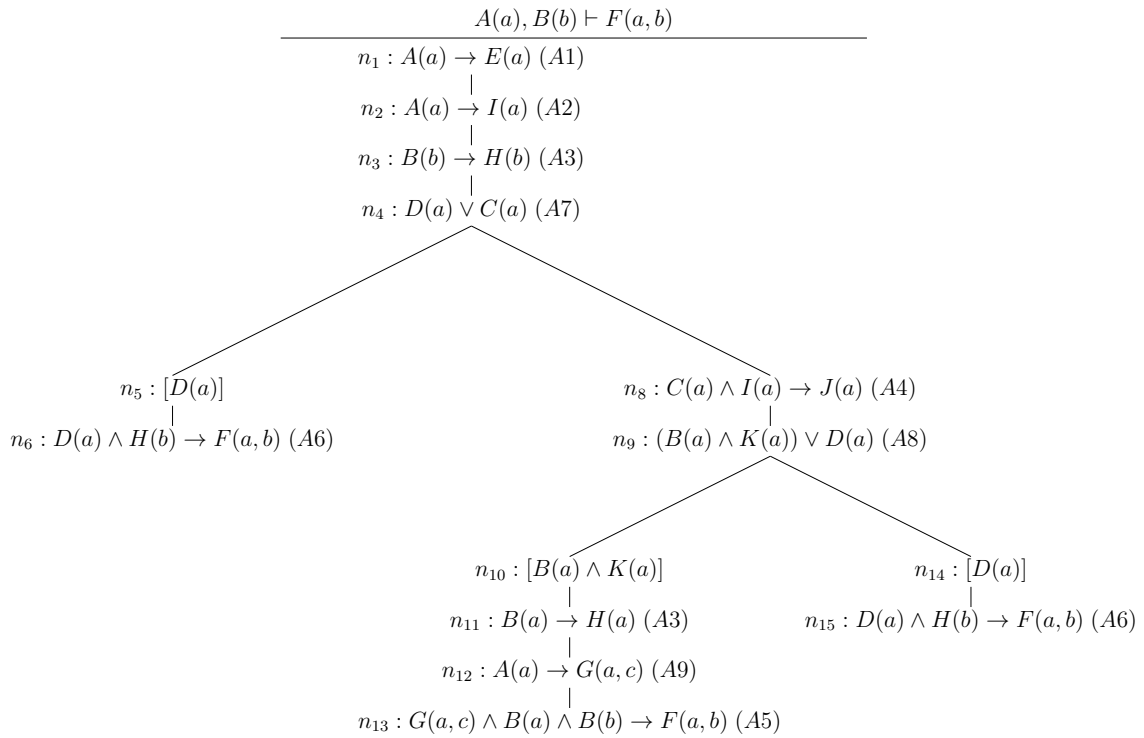 A(a), B(b) ⊢ F(a, b)
n₁ : A(a) → E(a) (A1)
n₂ : A(a) → I(a) (A2)
n₃ : B(b) → H(b) (A3)
n₄ : D(a) ∨ C(a) (A7)
n₅ : [D(a)]
n₆ : D(a) ∧ H(b) → F(a, b) (A6)
n₈ : C(a) ∧ I(a) → J(a) (A4)
n₉ : (B(a) ∧ K(a)) ∨ D(a) (A8)
n₁₀ : [B(a) ∧ K(a)]
n₁₁ : B(a) → H(a) (A3)
n₁₂ : A(a) → G(a, c) (A9)
n₁₃ : G(a, c) ∧ B(a) ∧ B(b) → F(a, b) (A5)
n₁₄ : [D(a)]
n₁₅ : D(a) ∧ H(b) → F(a, b) (A6)